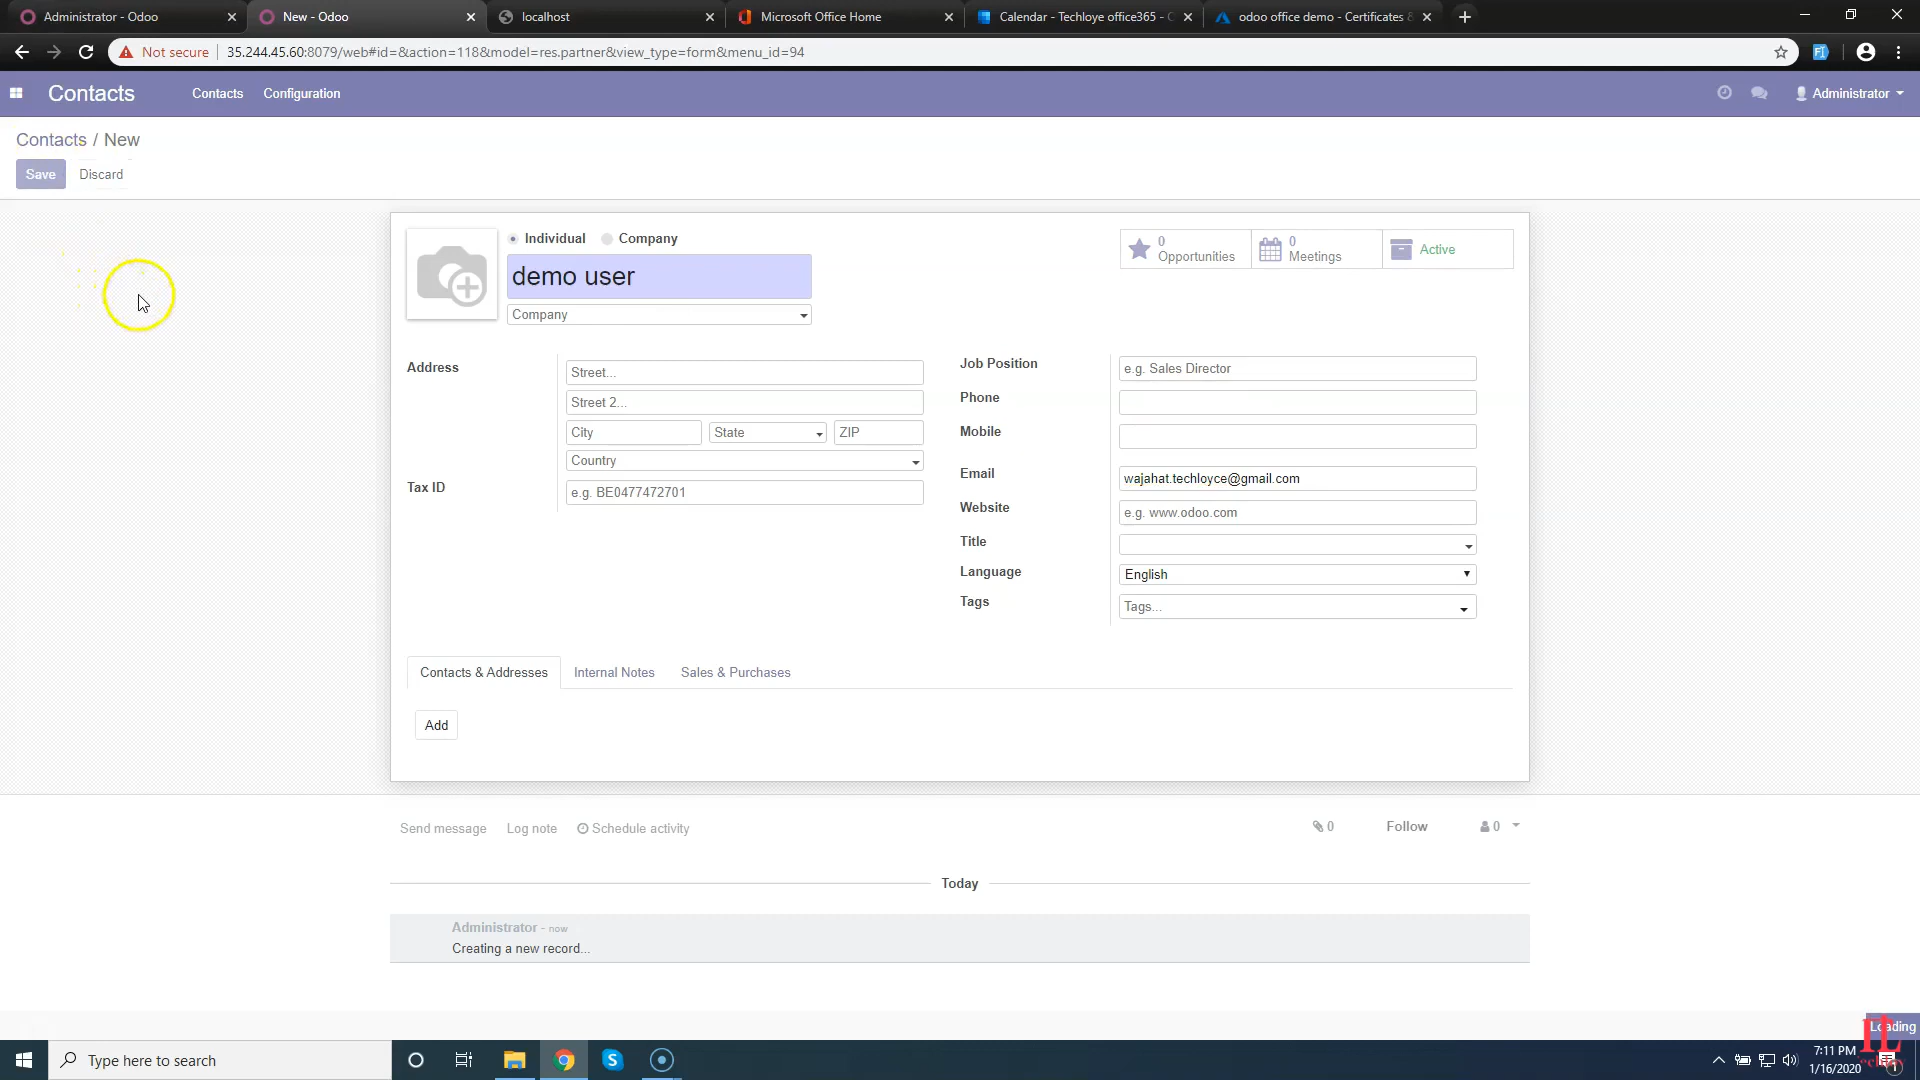 Administrator - Odoo
New - Odoo
localhost
Microsoft Office Home
Calendar - Techloye office365 - C
odoo office demo - Certificates &
Not secure
35.244.45.60:8079/web#id=&action=118&model=res.partner&view_type=form&menu_id=94
Contacts
Contacts
Configuration
Administrator
Contacts / New
Save
Discard
Individual
Company
demo user
Company
0
Opportunities
0
Meetings
Active
Address
Street...
Street 2...
City
State
ZIP
Country
Tax ID
e.g. BE0477472701
Job Position
e.g. Sales Director
Phone
Mobile
Email
wajahat.techloyce@gmail.com
Website
e.g. www.odoo.com
Title
Language
English
Tags
Tags...
Contacts & Addresses
Internal Notes
Sales & Purchases
Add
Send message
Log note
Schedule activity
0
Follow
0
Today
Administrator - now
Creating a new record...
Loading
Type here to search
7:11 PM
1/16/2020